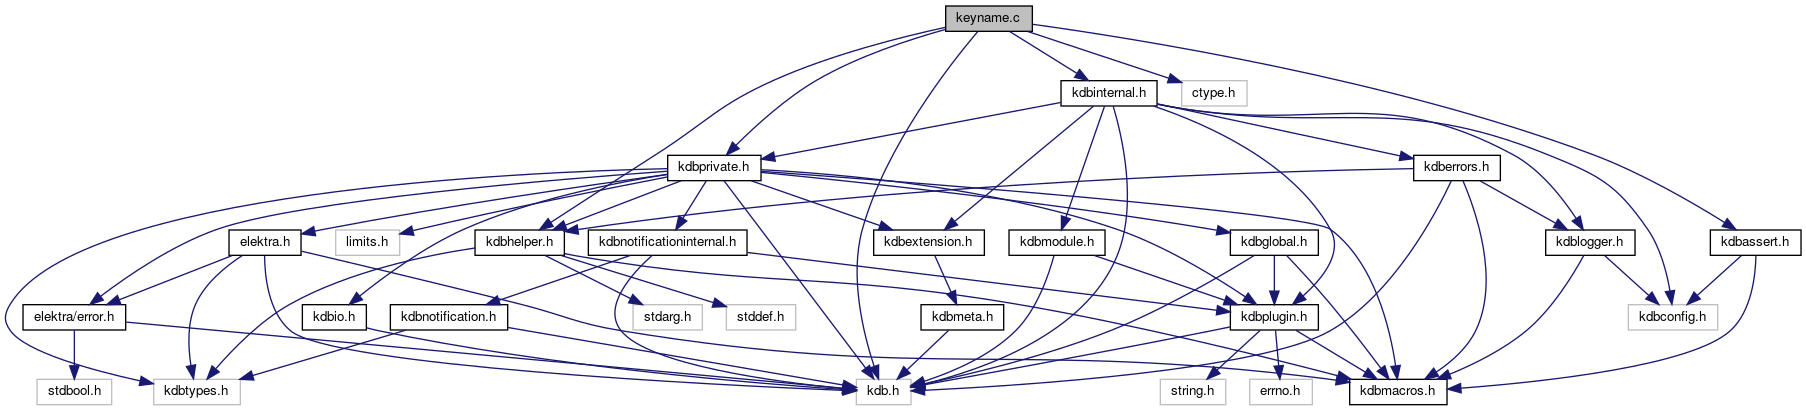 keyname.c
kdbinternal.h
ctype.h
kdbprivate.h
kdberrors.h
elektra.h
limits.h
kdbhelper.h
kdbnotificationinternal.h
kdbextension.h
kdbmodule.h
kdbglobal.h
kdblogger.h
kdbassert.h
elektra/error.h
kdbio.h
kdbnotification.h
stdarg.h
stddef.h
kdbmeta.h
kdbplugin.h
kdbconfig.h
stdbool.h
kdbtypes.h
kdb.h
string.h
errno.h
kdbmacros.h